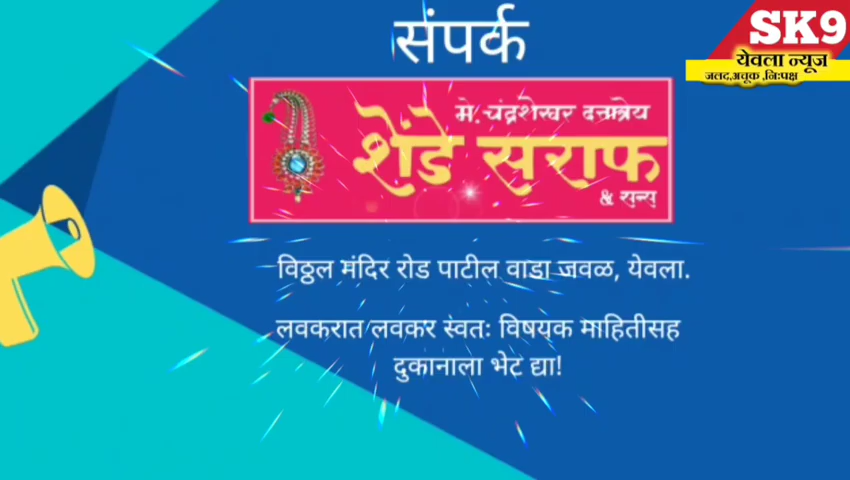 संपर्क
SK9
येवला न्यूज
जलद,अचूक ,नि:पक्ष
मे. चंद्रशेखर दत्तात्रेय
शेंडे सराफ
& सन्स
विठ्ठल मंदिर रोड पाटील वाडा जवळ, येवला.
लवकरात लवकर स्वतः विषयक माहितीसह
दुकानाला भेट द्या!